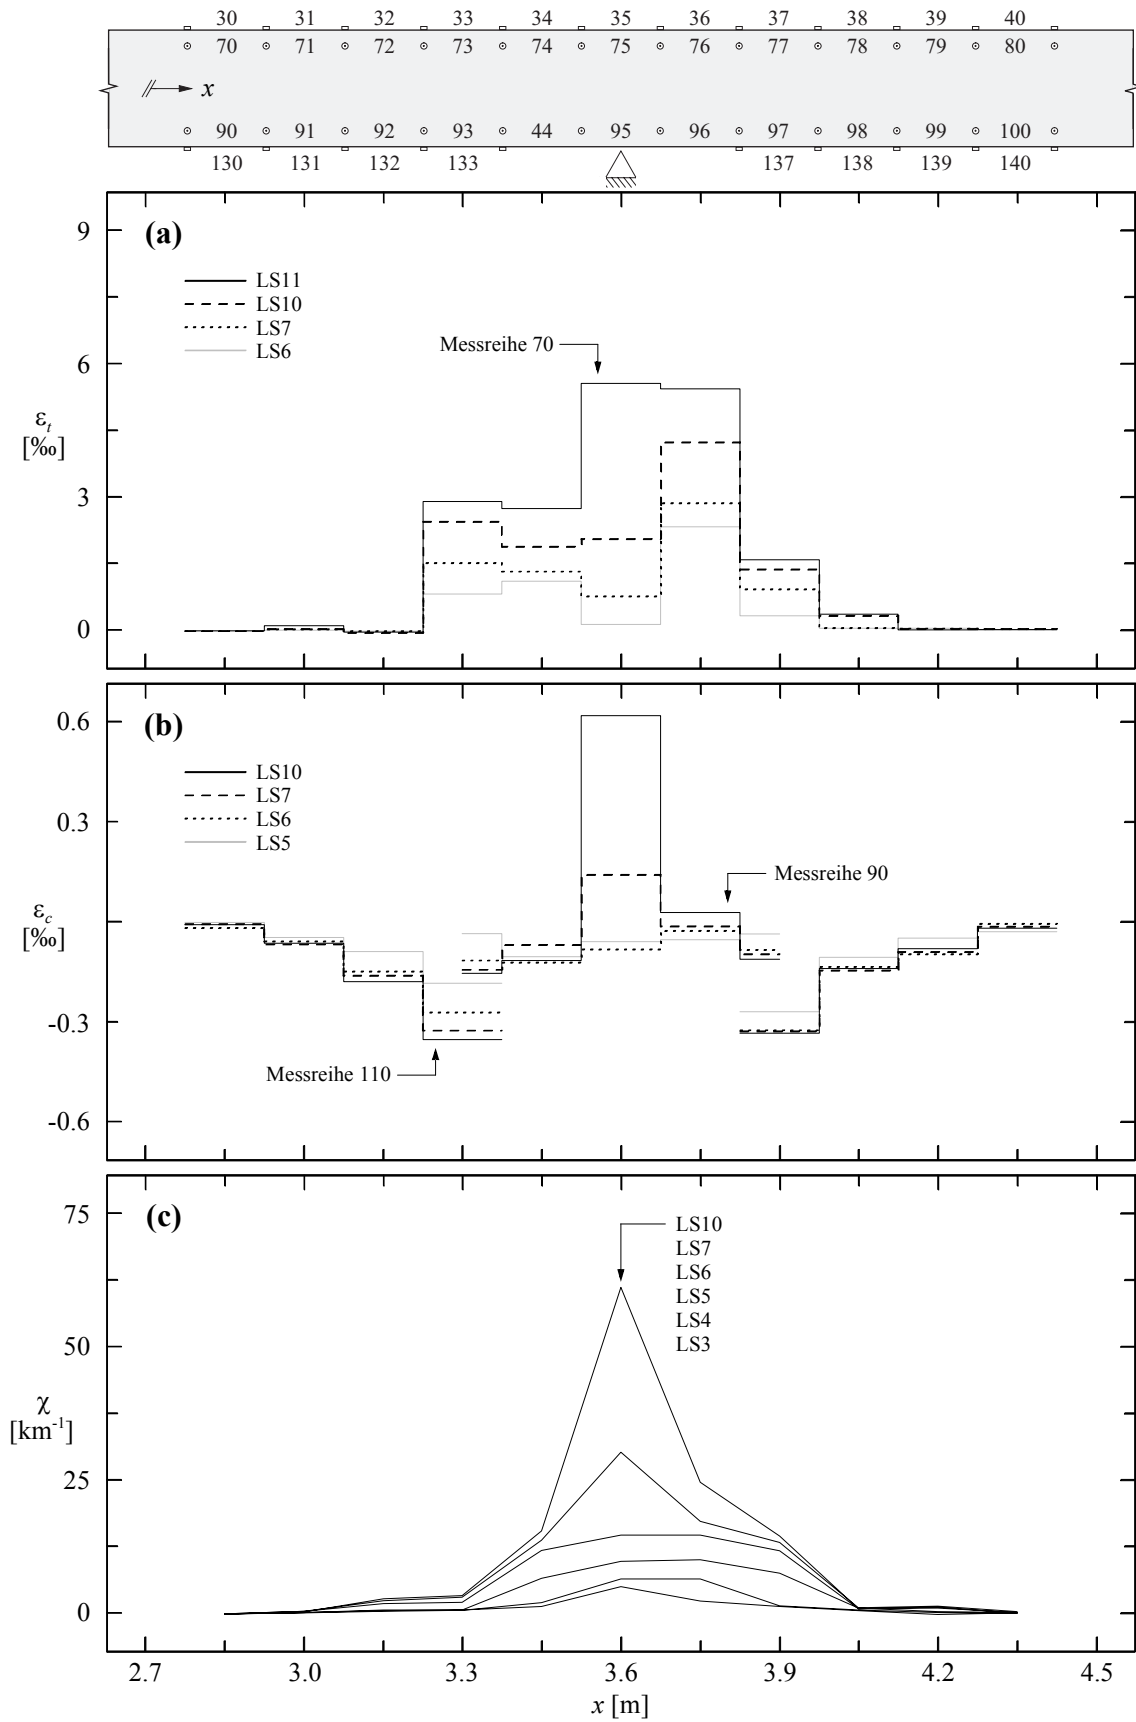 30 31 32 33 34 35 36 37 38 39 40
70 71 72 73 74 75 76 77 78 79 80
x
90 91 92 93 44 95 96 97 98 99 100
130 131 132 133 137 138 139 140
(a)
9
LS11
LS10
LS7
LS6
Messreihe 70
6
εt
[‰]
3
0
(b)
0.6
LS10
LS7
LS6
LS5
0.3
Messreihe 90
εc
[‰]
-0.3
Messreihe 110
-0.6
(c)
75
LS10
LS7
LS6
LS5
LS4
LS3
50
χ
[km-1]
25
0
2.7 3.0 3.3 3.6 3.9 4.2 4.5
x [m]